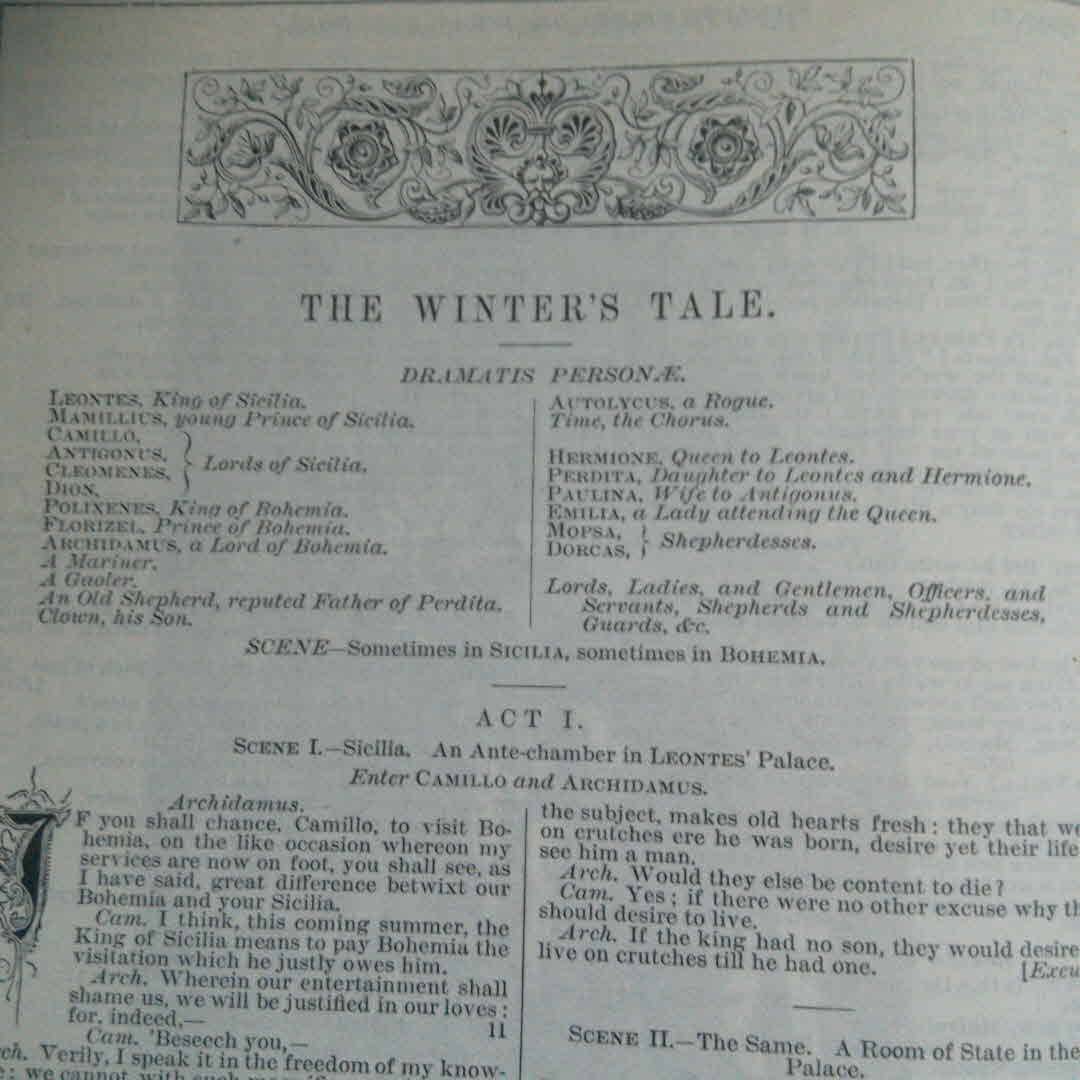 THE WINTER'S TALE.
DRAMATIS PERSONÆ.
LEONTES, King of Sicilia.
MAMILLIUS, young Prince of Sicilia.
CAMILLO,
ANTIGONUS,
CLEOMENES,
DION,
Lords of Sicilia.
POLIXENES, King of Bohemia.
FLORIZEL, Prince of Bohemia.
ARCHIDAMUS, a Lord of Bohemia.
A Mariner.
A Gaoler.
An Old Shepherd, reputed Father of Perdita.
Clown, his Son.
AUTOLYCUS, a Rogue.
Time, the Chorus.
HERMIONE, Queen to Leontes.
PERDITA, Daughter to Leontes and Hermione.
PAULINA, Wife to Antigonus.
EMILIA, a Lady attending the Queen.
MOPSA,
DORCAS,
Shepherdesses.
Lords, Ladies, and Gentlemen, Officers, and
Servants, Shepherds and Shepherdesses,
Guards, &c.
SCENE—Sometimes in SICILIA, sometimes in BOHEMIA.
ACT I.
SCENE I.—Sicilia. An Ante-chamber in LEONTES' Palace.
Enter CAMILLO and ARCHIDAMUS.
Archidamus.
IF you shall chance, Camillo, to visit Bo-
hemia, on the like occasion whereon my
services are now on foot, you shall see, as
I have said, great difference betwixt our
Bohemia and your Sicilia.
Cam. I think, this coming summer, the
King of Sicilia means to pay Bohemia the
visitation which he justly owes him.
Arch. Wherein our entertainment shall
shame us, we will be justified in our loves:
for, indeed,—
11
Cam. 'Beseech you,—
ch. Verily, I speak it in the freedom of my know-
: we cannot with such
the subject, makes old hearts fresh: they that we
on crutches ere he was born, desire yet their life
see him a man.
Arch. Would they else be content to die?
Cam. Yes; if there were no other excuse why th
should desire to live.
Arch. If the king had no son, they would desire
live on crutches till he had one. [Exeu
SCENE II.—The Same. A Room of State in the
Palace.